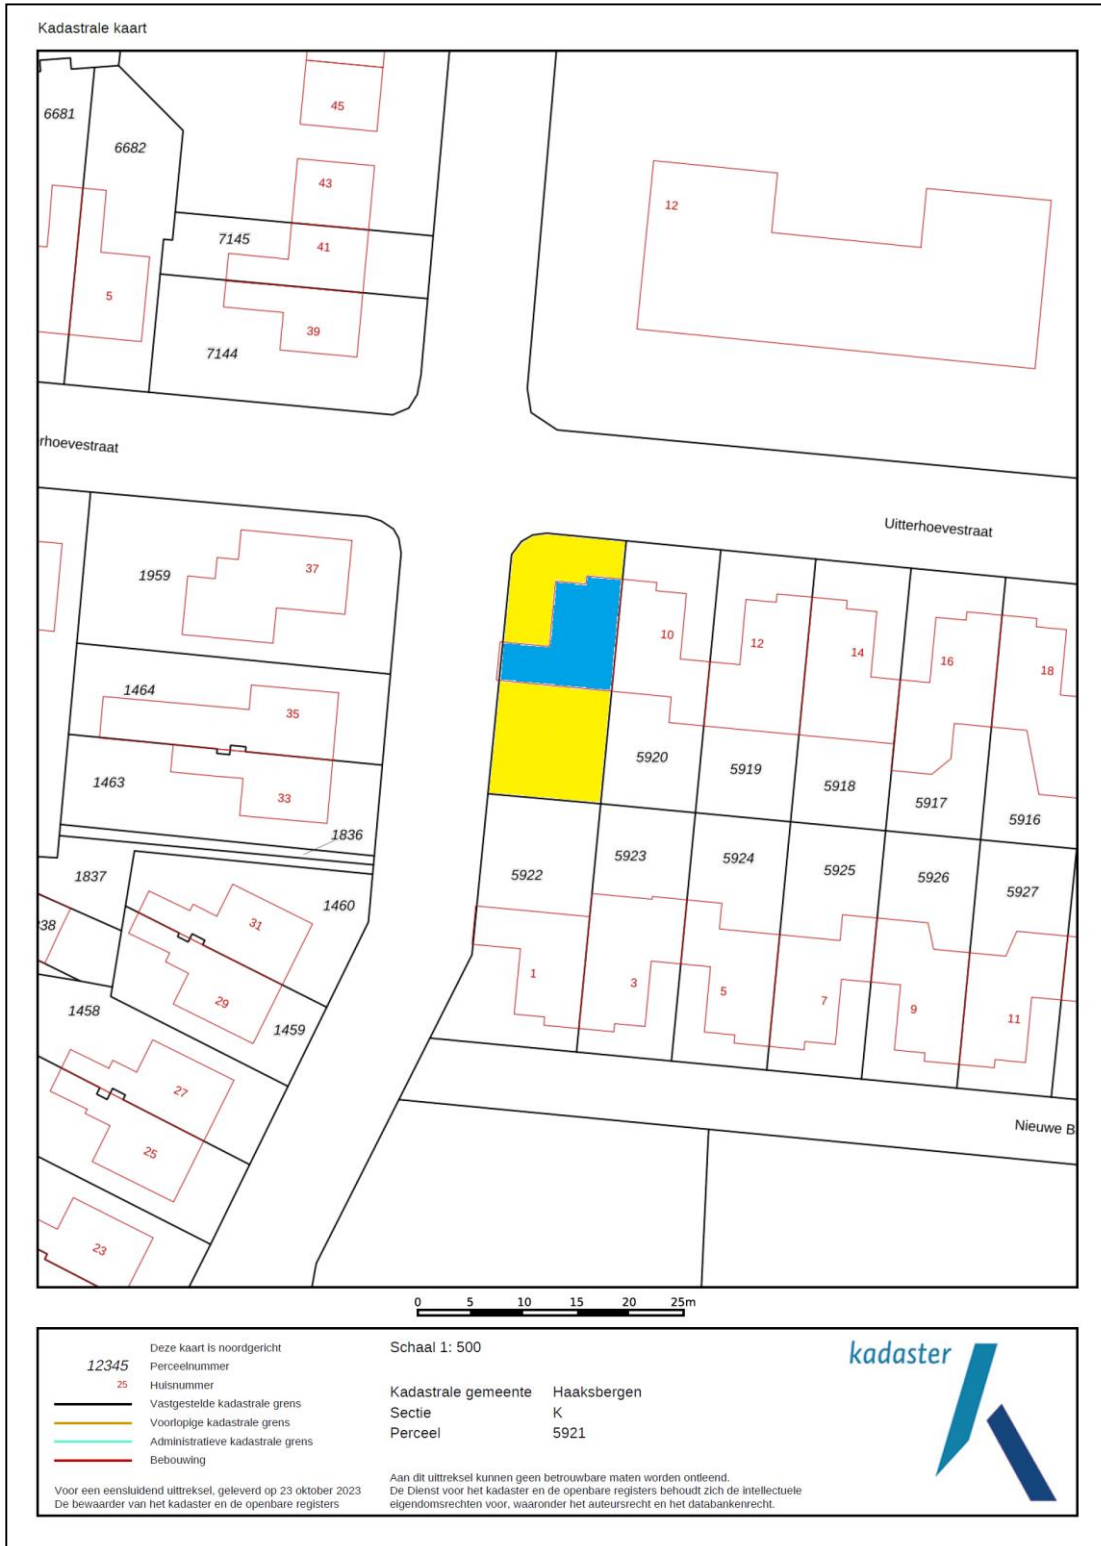 Kadastrale kaart
45
6681
6682
43
12
7145
41
5
39
7144
rhoevestraat
Uitterhoevestraat
37
1959
10
12
14
16
18
1464
35
5920
5919
5918
5917
5916
1463
33
1836
5923
5924
5925
5926
5927
5922
1837
1460
31
38
1
3
5
7
9
11
29
1459
1458
27
25
Nieuwe B
23
0 5 10 15 20 25m
Deze kaart is noordgericht
12345 Perceelnummer
25 Huisnummer
Vastgestelde kadastrale grens
Voorlopige kadastrale grens
Administratieve kadastrale grens
Bebouwing
Voor een eensluidend uittreksel, geleverd op 23 oktober 2023
De bewaarder van het kadaster en de openbare registers
Schaal 1: 500
Kadastrale gemeente Haaksbergen
Sectie K
Perceel 5921
Aan dit uittreksel kunnen geen betrouwbare maten worden ontleend.
De Dienst voor het kadaster en de openbare registers behoudt zich de intellectuele
eigendomsrechten voor, waaronder het auteursrecht en het databankenrecht.
kadaster